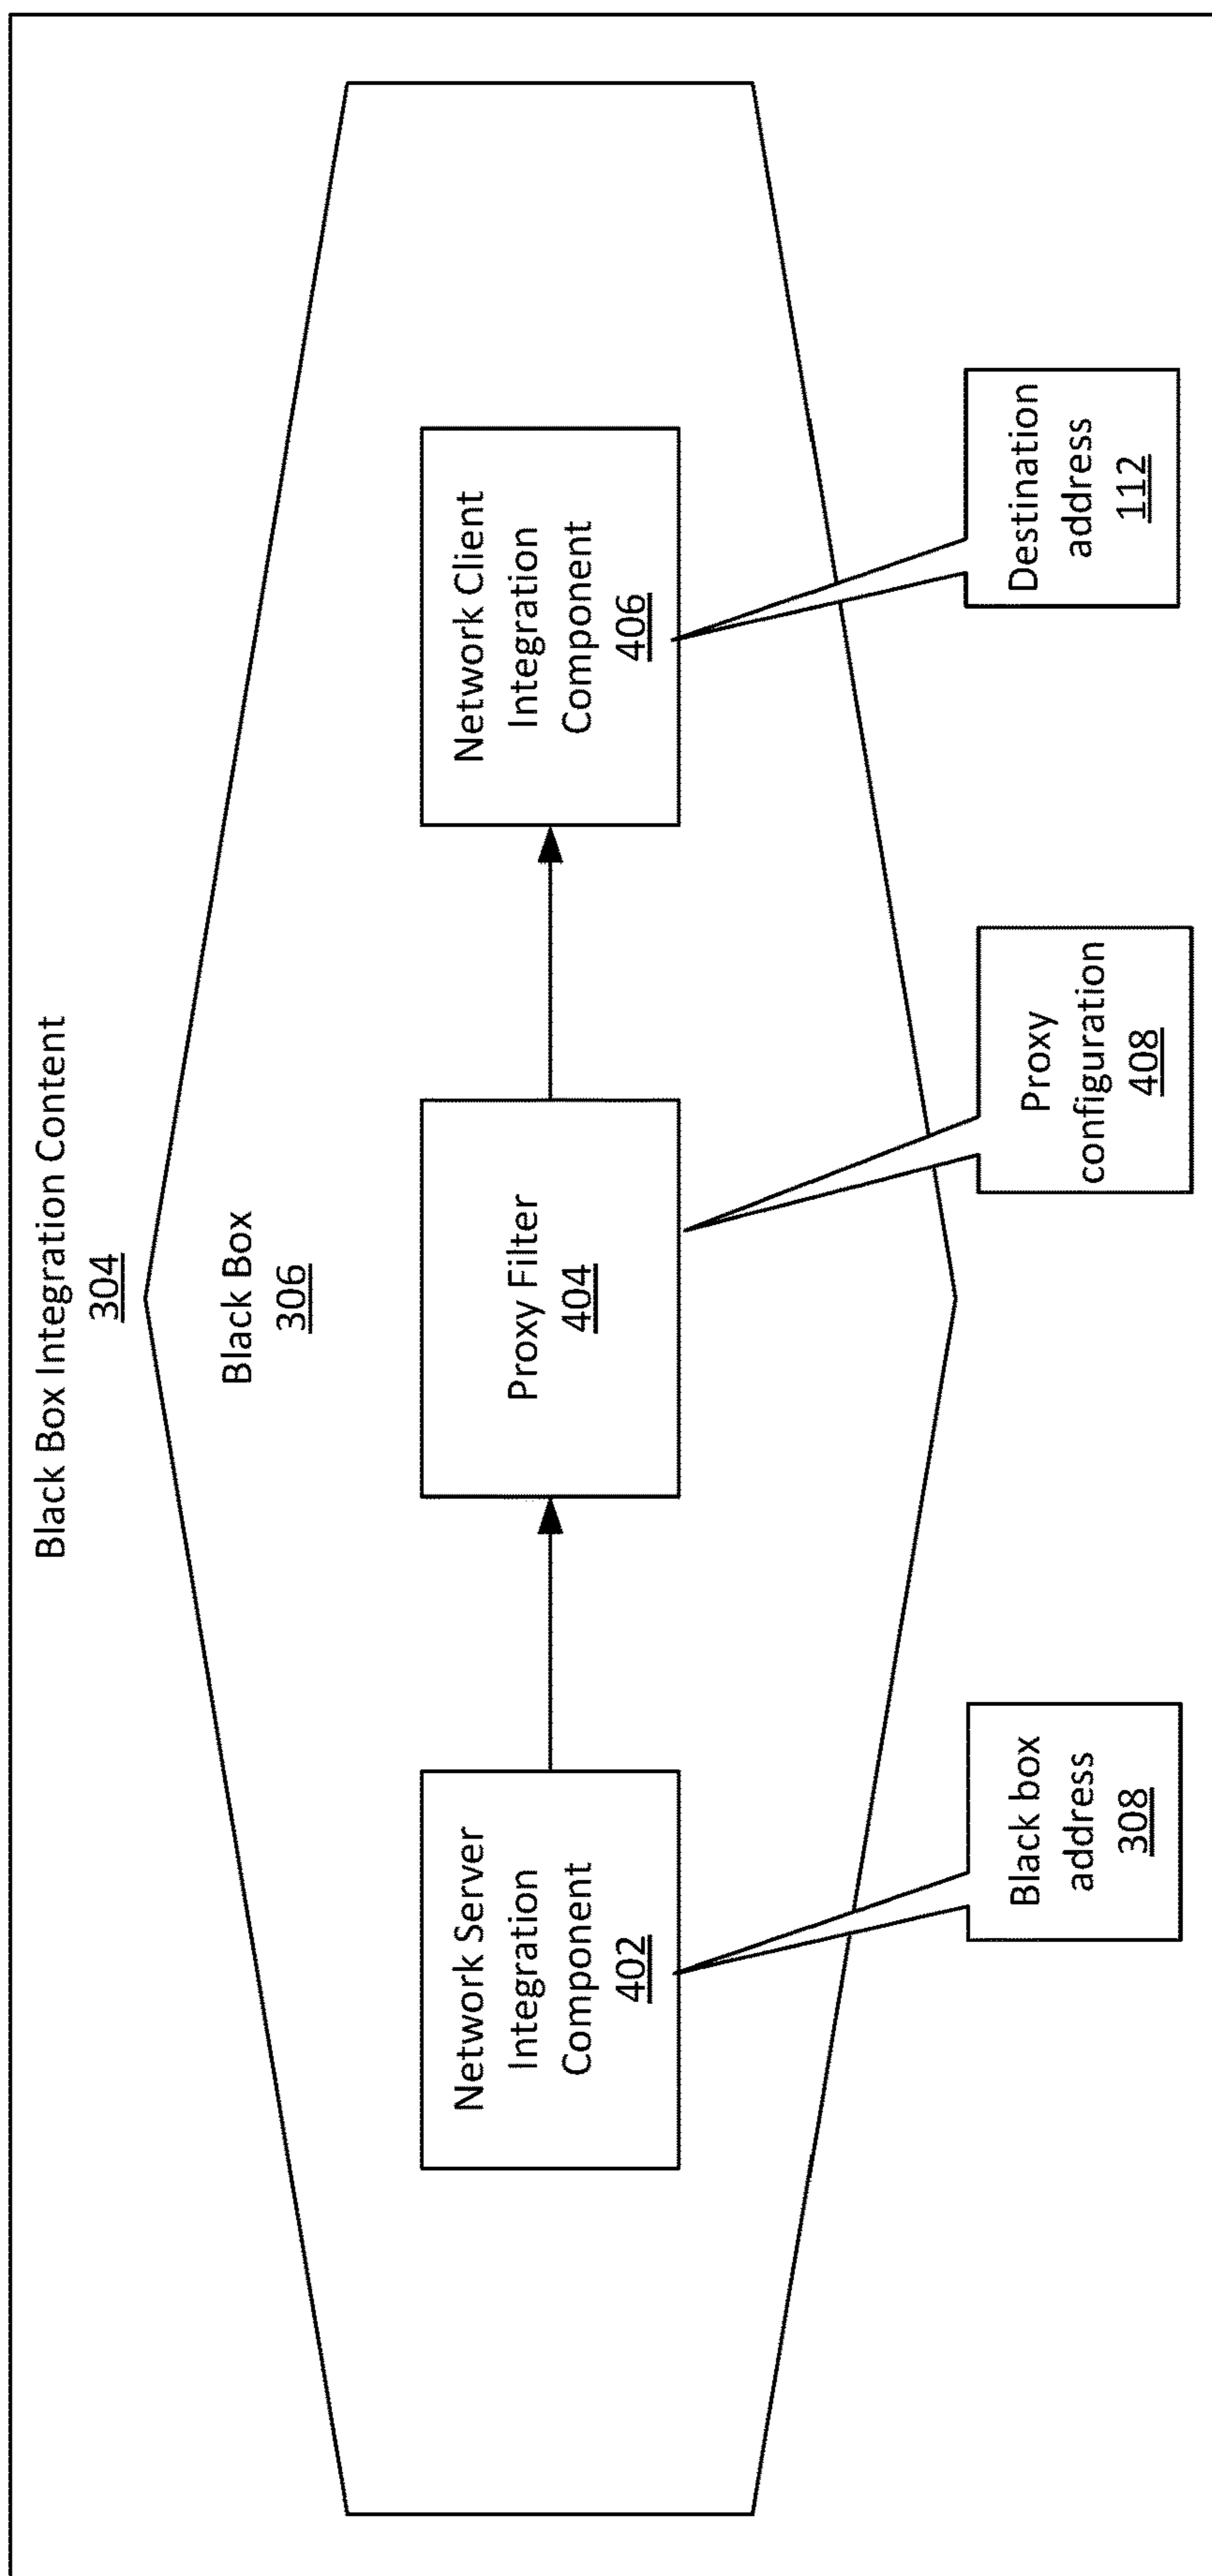 Black Box Integration Content
304
Black Box
306
Network Server
Integration
Component
402
Proxy Filter
404
Network Client
Integration
Component
406
Black box
address
308
Proxy
configuration
408
Destination
address
112